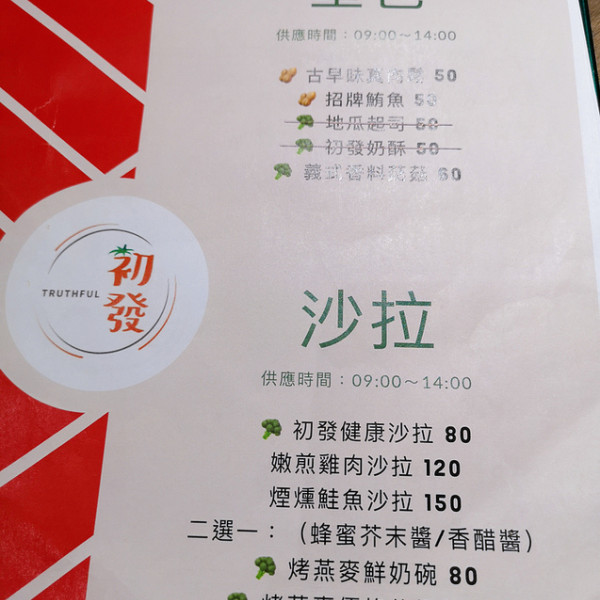 供應時間：09:00～14:00
古早味 50
招牌鮪魚 50
地瓜起司 50
初發奶酥 50
義式香料菇 60
TRUTHFUL
初發
沙拉
供應時間：09:00～14:00
初發健康沙拉 80
嫩煎雞肉沙拉 120
煙燻鮭魚沙拉 150
二選一：（蜂蜜芥末醬/香醋醬）
烤燕麥鮮奶碗 80